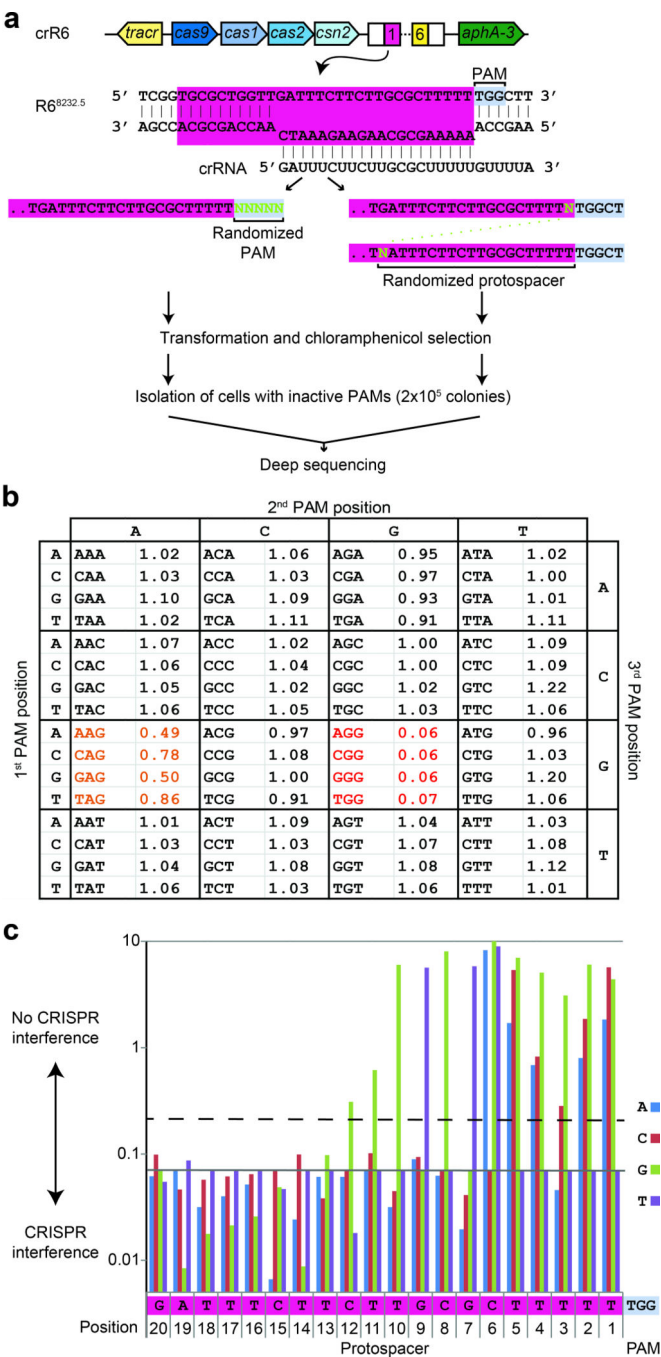 a
crR6 tracr cas9 cas1 cas2 csn2 1 6 aphA-3
PAM
5' TCGGTGCGCTGGTTGATTTCTTCTTGCGCTTTTTTGGCTT 3'
R6⁸²³²·⁵
3' AGCCACGCGACCAACTAAAGAAGAACGCGAAAAAACCGAA 5'
crRNA 5'GAUUUCUUCUUGCGCUUUUUGUUUUA 3'
..TGATTTCTTCTTGCGCTTTTTNNNNN ..TGATTTCTTCTTGCGCTTTTNTGGCT
Randomized
PAM
..TNATTTCTTCTTGCGCTTTTTTGGCT
Randomized protospacer
Transformation and chloramphenicol selection
Isolation of cells with inactive PAMs (2x10⁵ colonies)
Deep sequencing
b
2nd PAM position
A C G T
1st PAM position
3rd PAM position
A AAA 1.02 ACA 1.06 AGA 0.95 ATA 1.02
C CAA 1.03 CCA 1.03 CGA 0.97 CTA 1.00 A
G GAA 1.10 GCA 1.09 GGA 0.93 GTA 1.01
T TAA 1.02 TCA 1.11 TGA 0.91 TTA 1.11
A AAC 1.07 ACC 1.02 AGC 1.00 ATC 1.09
C CAC 1.06 CCC 1.04 CGC 1.00 CTC 1.09 C
G GAC 1.05 GCC 1.02 GGC 1.02 GTC 1.22
T TAC 1.06 TCC 1.05 TGC 1.03 TTC 1.06
A AAG 0.49 ACG 0.97 AGG 0.06 ATG 0.96
C CAG 0.78 CCG 1.08 CGG 0.06 CTG 1.03 G
G GAG 0.50 GCG 1.00 GGG 0.06 GTG 1.20
T TAG 0.86 TCG 0.91 TGG 0.07 TTG 1.06
A AAT 1.01 ACT 1.09 AGT 1.04 ATT 1.03
C CAT 1.03 CCT 1.03 CGT 1.07 CTT 1.08 T
G GAT 1.04 GCT 1.08 GGT 1.08 GTT 1.12
T TAT 1.06 TCT 1.03 TGT 1.06 TTT 1.01
c
10
1
0.1
0.01
No CRISPR
interference
CRISPR
interference
A
C
G
T
G A T T T C T T C T T G C G C T T T T T TGG
Position 20 19 18 17 16 15 14 13 12 11 10 9 8 7 6 5 4 3 2 1
Protospacer PAM